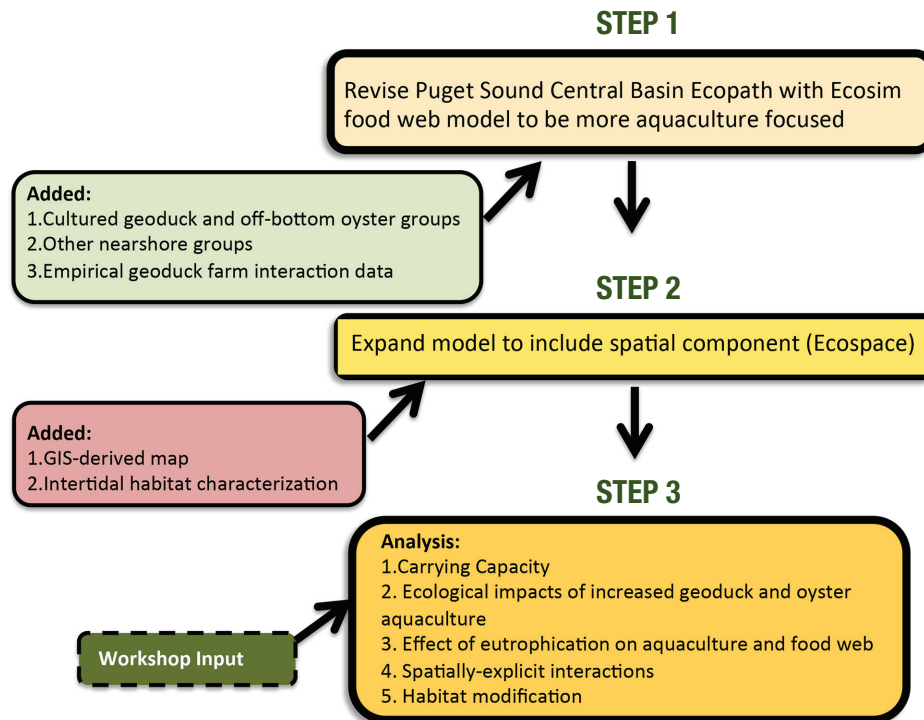 STEP 1
Revise Puget Sound Central Basin Ecopath with Ecosim
food web model to be more aquaculture focused
Added:
1.Cultured geoduck and off-bottom oyster groups
2.Other nearshore groups
3.Empirical geoduck farm interaction data
STEP 2
Expand model to include spatial component (Ecospace)
Added:
1.GIS-derived map
2.Intertidal habitat characterization
STEP 3
Analysis:
1.Carrying Capacity
2. Ecological impacts of increased geoduck and oyster
aquaculture
3. Effect of eutrophication on aquaculture and food web
4. Spatially-explicit interactions
5. Habitat modification
Workshop Input